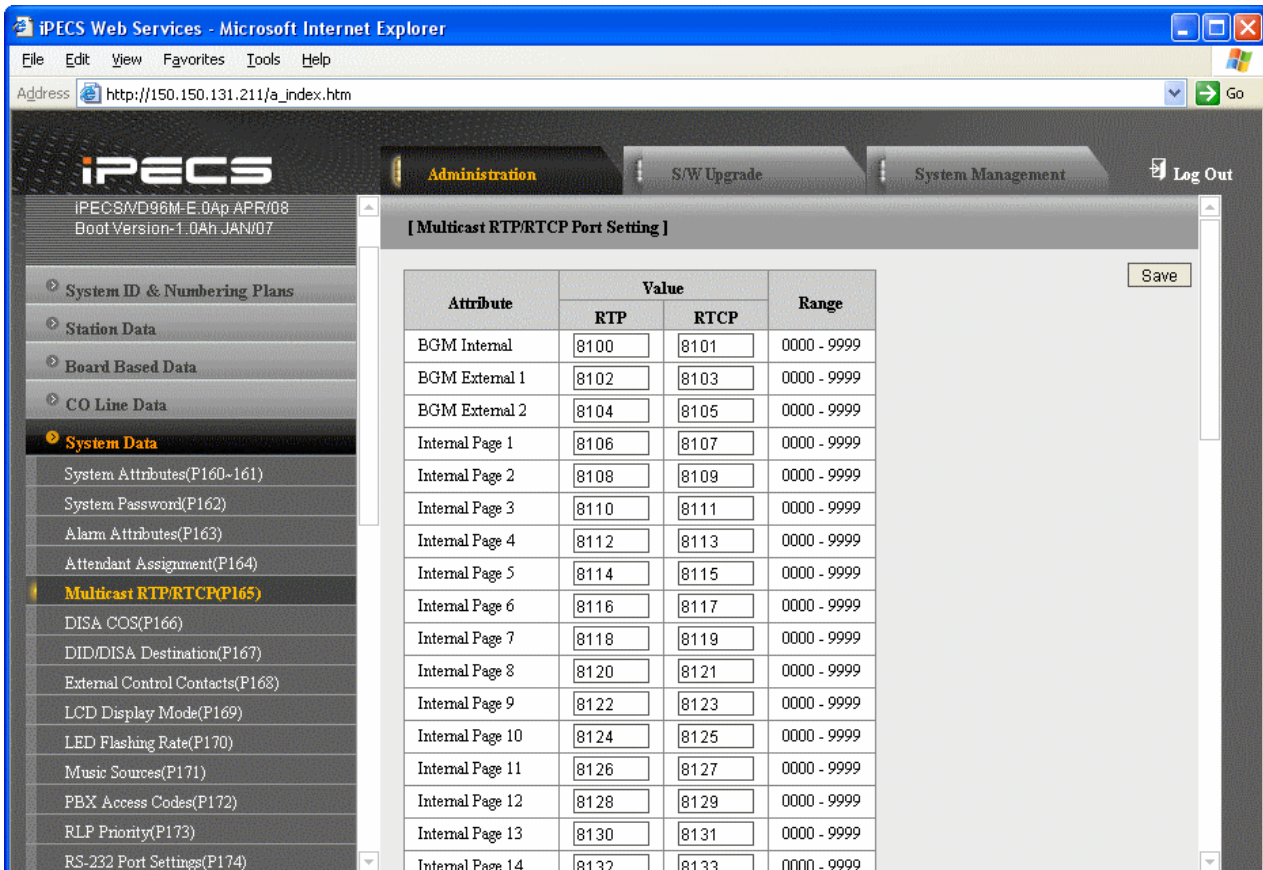 iPECS Web Services - Microsoft Internet Explorer
File Edit View Favorites Tools Help
Address http://150.150.131.211/a_index.htm Go
iPECS
Administration S/W Upgrade System Management Log Out
IPECS/VD96M-E.0Ap APR/08
Boot Version-1.0Ah JAN/07
System ID & Numbering Plans
Station Data
Board Based Data
CO Line Data
System Data
System Attributes(P160~161)
System Password(P162)
Alarm Attributes(P163)
Attendant Assignment(P164)
Multicast RTP/RTCP(P165)
DISA COS(P166)
DID/DISA Destination(P167)
External Control Contacts(P168)
LCD Display Mode(P169)
LED Flashing Rate(P170)
Music Sources(P171)
PBX Access Codes(P172)
RLP Priority(P173)
RS-232 Port Settings(P174)
[ Multicast RTP/RTCP Port Setting ]
Save
Attribute Value Range
RTP RTCP
BGM Internal 8100 8101 0000 - 9999
BGM External 1 8102 8103 0000 - 9999
BGM External 2 8104 8105 0000 - 9999
Internal Page 1 8106 8107 0000 - 9999
Internal Page 2 8108 8109 0000 - 9999
Internal Page 3 8110 8111 0000 - 9999
Internal Page 4 8112 8113 0000 - 9999
Internal Page 5 8114 8115 0000 - 9999
Internal Page 6 8116 8117 0000 - 9999
Internal Page 7 8118 8119 0000 - 9999
Internal Page 8 8120 8121 0000 - 9999
Internal Page 9 8122 8123 0000 - 9999
Internal Page 10 8124 8125 0000 - 9999
Internal Page 11 8126 8127 0000 - 9999
Internal Page 12 8128 8129 0000 - 9999
Internal Page 13 8130 8131 0000 - 9999
Internal Page 14 8132 8133 0000 - 9999